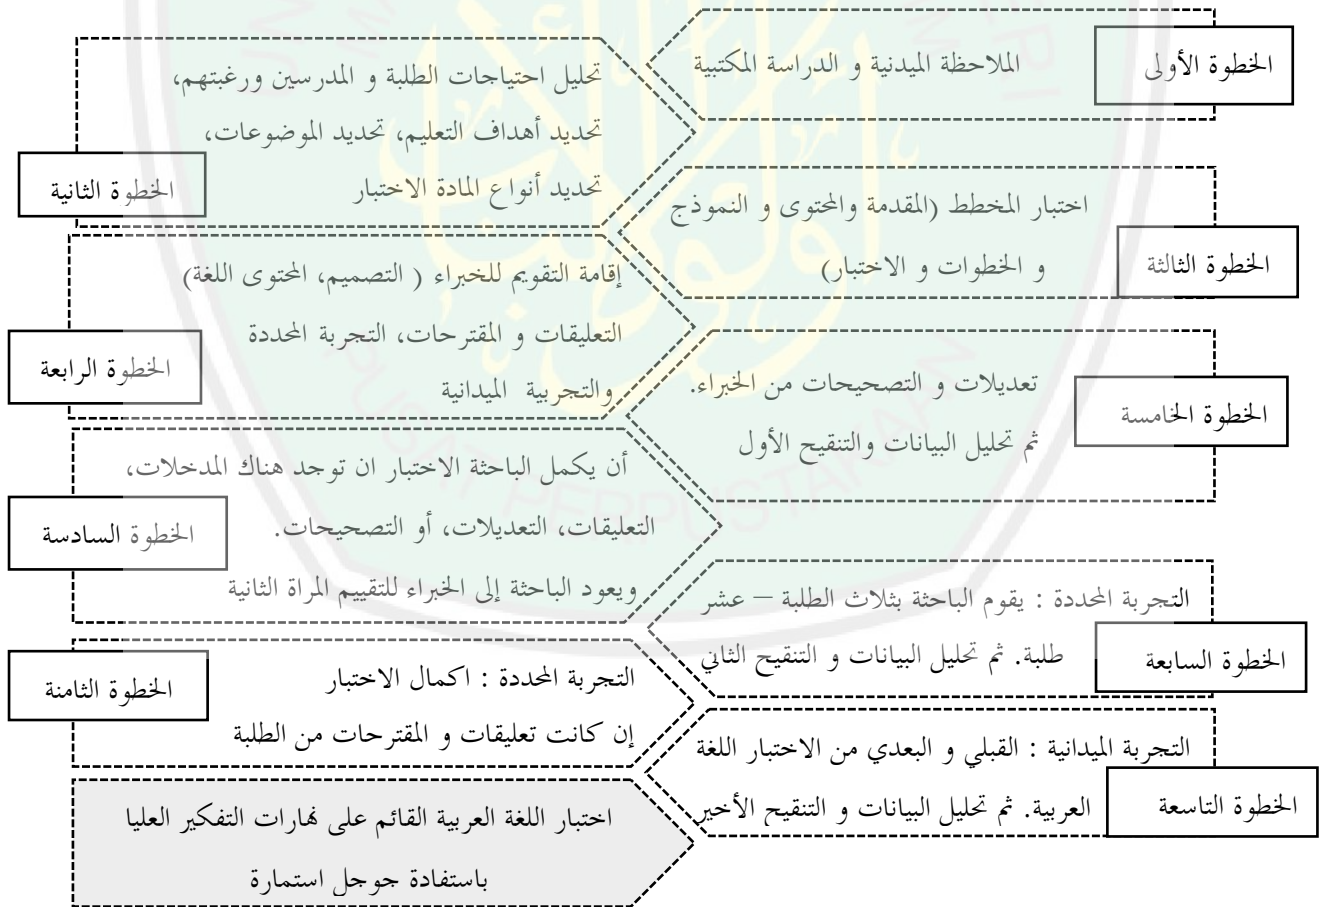 الخطوة الأولى
الملاحظة الميدنية و الدراسة المكتبية
تحليل احتياجات الطلبة و المدرسين ورغبتهم،
تحديد أهداف التعليم، تحديد الموضوعات،
تحديد أنواع المادة الاختبار
الخطوة الثانية
اختبار المخطط (المقدمة والمحتوى و النموذج
و الخطوات و الاختبار)
الخطوة الثالثة
إقامة التقويم للخبراء ( التصميم، المحتوى اللغة)
التعليقات و المقترحات، التجربة المحددة
والتجربية الميدانية
الخطوة الرابعة
تعديلات و التصحيحات من الخبراء.
ثم تحليل البيانات والتنقيح الأول
الخطوة الخامسة
أن يكمل الباحثة الاختبار ان توجد هناك المدخلات،
التعليقات، التعديلات، أو التصحيحات.
ويعود الباحثة إلى الخبراء للتقييم المراة الثانية
الخطوة السادسة
التجربة المحددة : يقوم الباحثة بثلاث الطلبة – عشر
طلبة. ثم تحليل البيانات و التنقيح الثاني
الخطوة السابعة
التجربة المحددة : اكمال الاختبار
إن كانت تعليقات و المقترحات من الطلبة
الخطوة الثامنة
التجربة الميدانية : القبلي و البعدي من الاختبار اللغة
العربية. ثم تحليل البيانات و التنقيح الأخير
الخطوة التاسعة
اختبار اللغة العربية القائم على مهارات التفكير العليا
باستفادة جوجل استمارة
PUSAT PERPUSTAKAAN